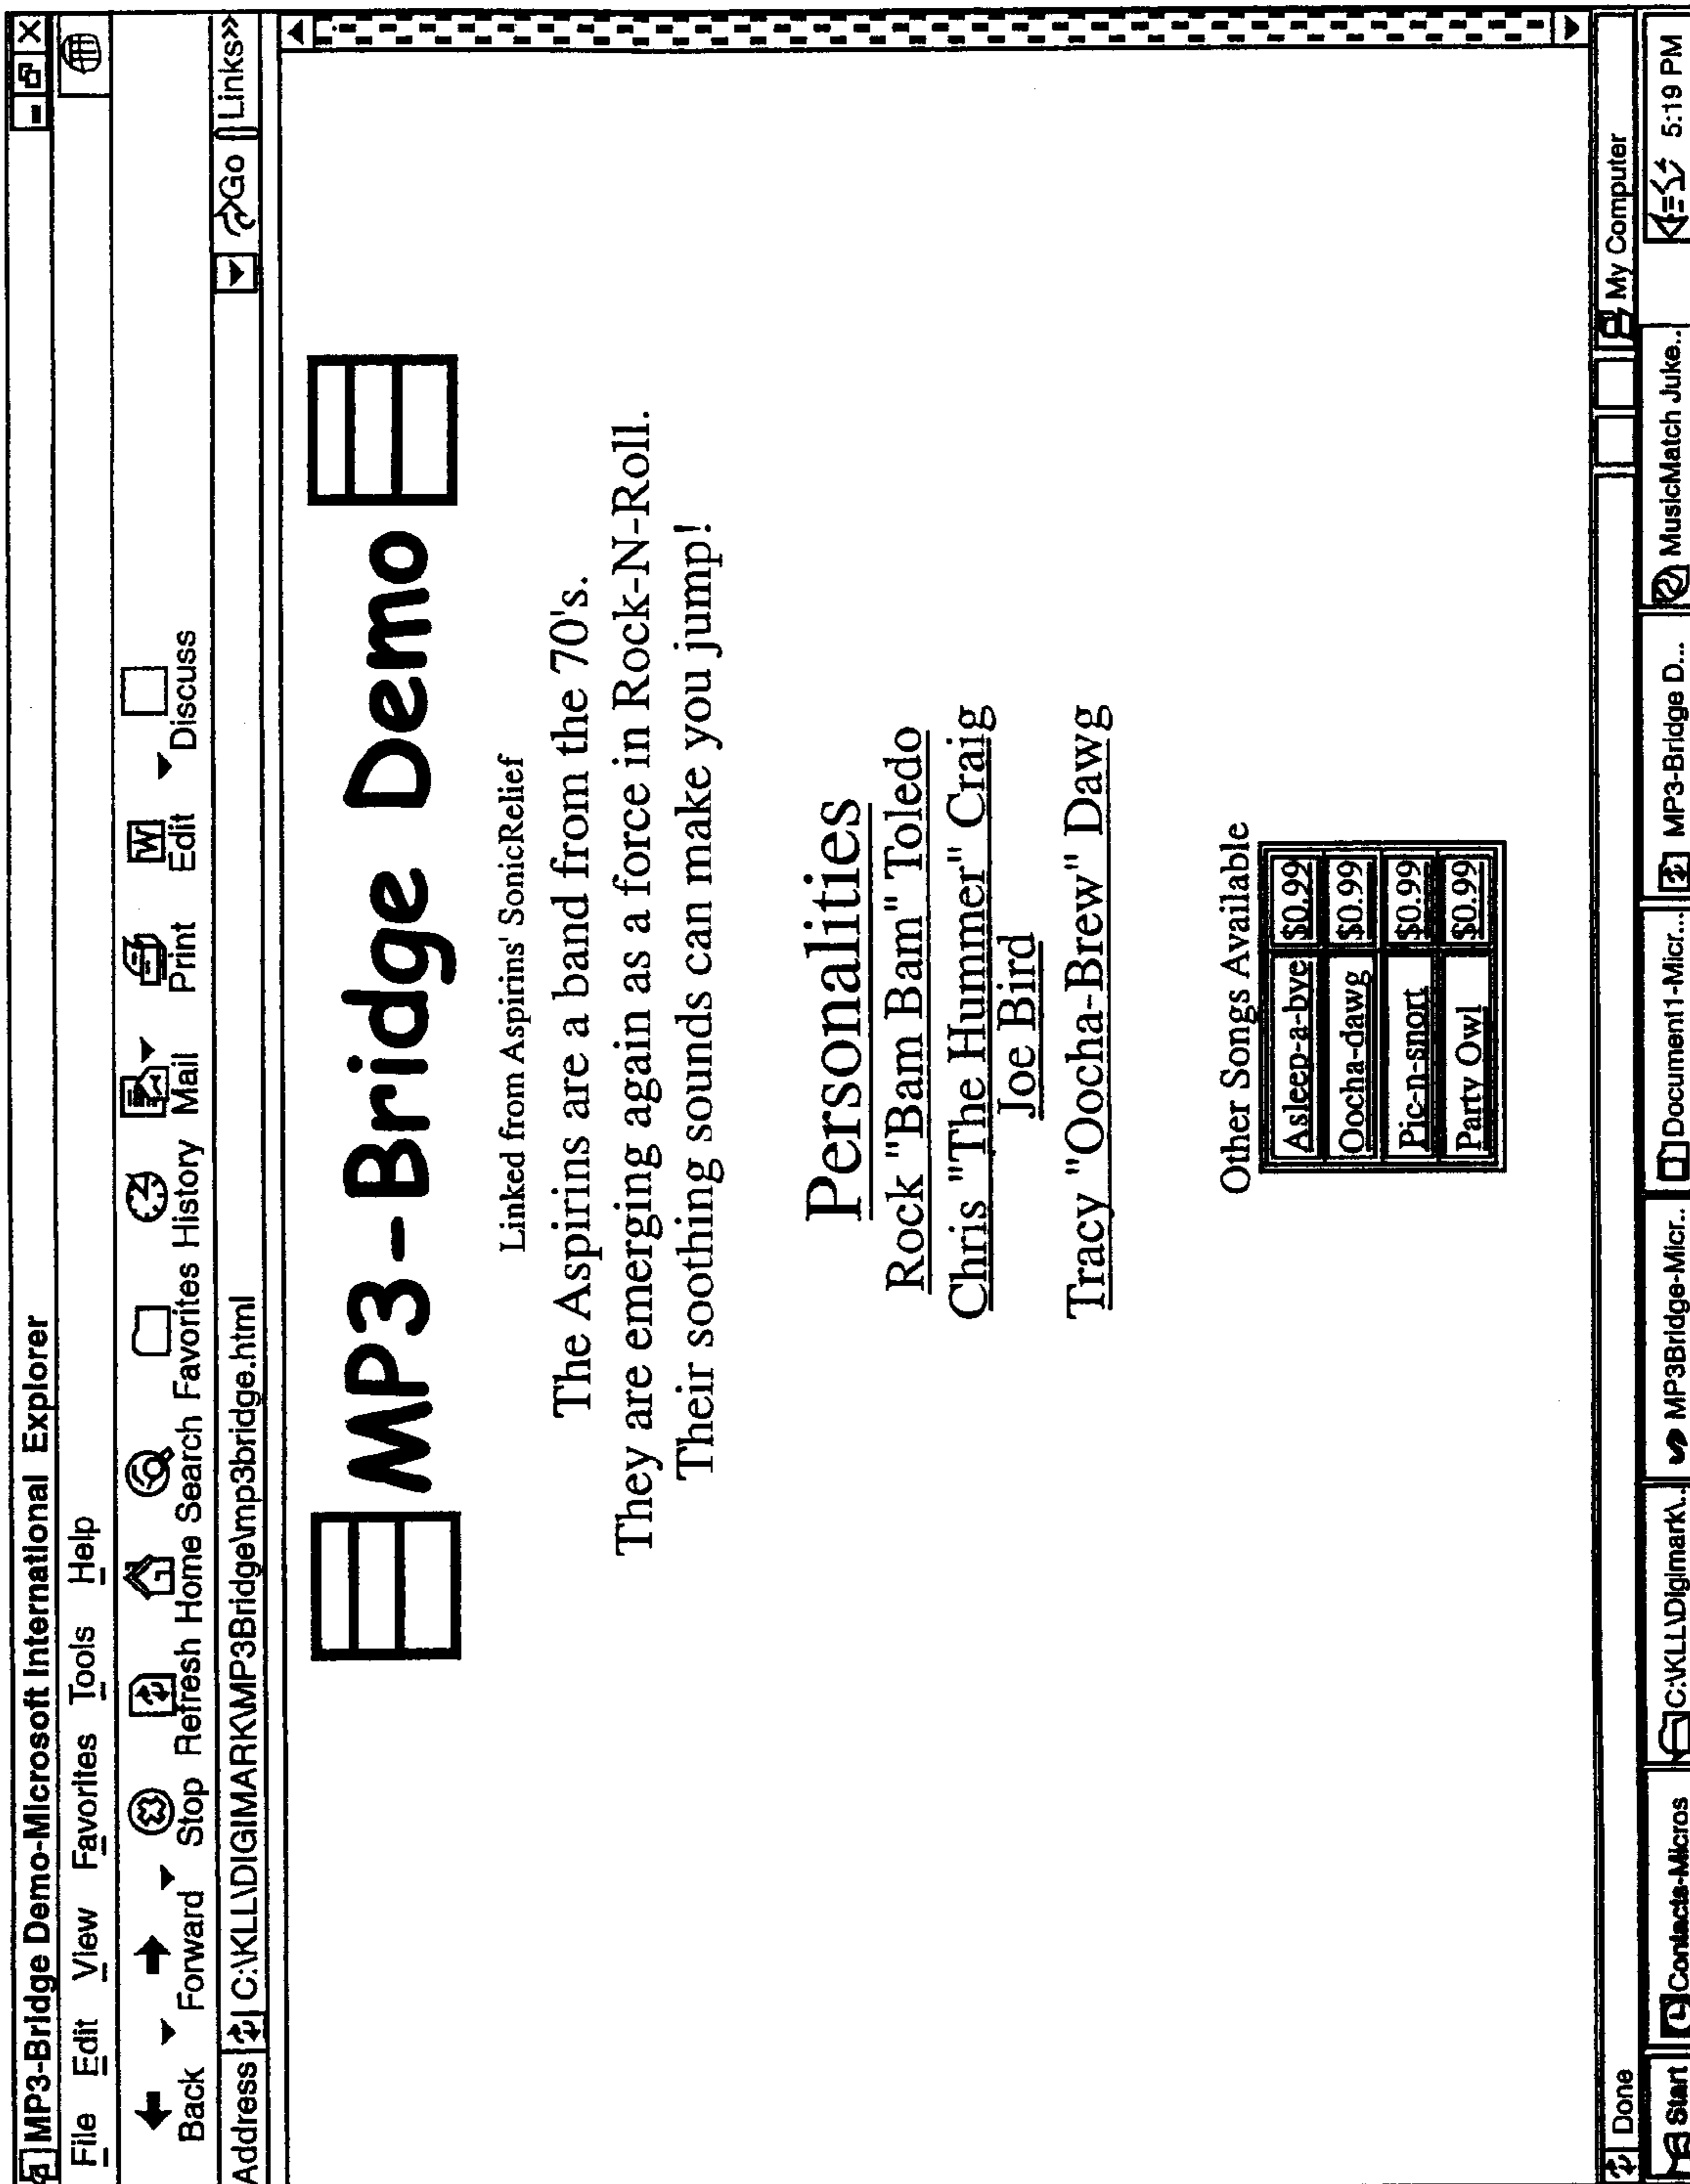 MP3-Bridge Demo-Microsoft International Explorer
File Edit View Favorites Tools Help
Back Forward Stop Refresh Home Search Favorites History Mail Print Edit Discuss
Address C:\KLL\DIGIMARK\MP3Bridge\mp3bridge.html Go Links»
MP3-Bridge Demo
Linked from Aspirins' SonicRelief
The Aspirins are a band from the 70's.
They are emerging again as a force in Rock-N-Roll.
Their soothing sounds can make you jump!
Personalities
Rock "Bam Bam" Toledo
Chris "The Hummer" Craig
Joe Bird
Tracy "Oocha-Brew" Dawg
Other Songs Available
Asleep-a-bye $0.99
Oocha-dawg $0.99
Pic-n-snort $0.99
Party Owl $0.99
Done My Computer
Start Contacts-Micros C:\KLL\Digimark\.. MP3Bridge-Micr.. Document1-Micr... MP3-Bridge D... MusicMatch Juke.. 5:19 PM